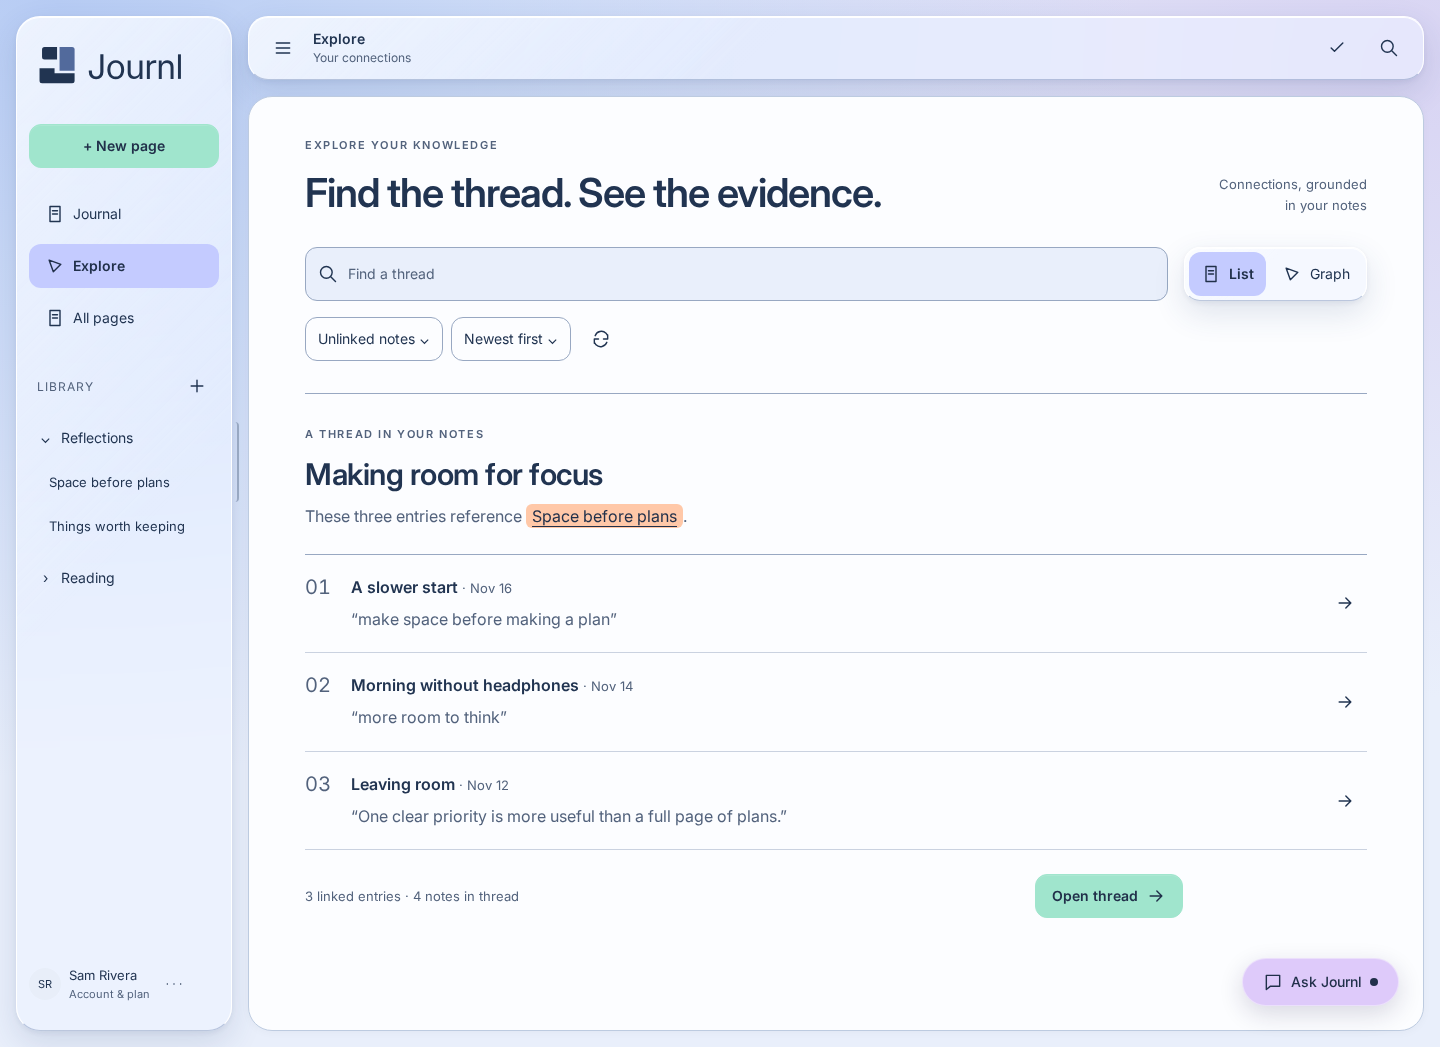 Journl
+ New page
Journal
Explore
All pages
LIBRARY
Reflections
Space before plans
Things worth keeping
Reading
SR
Sam Rivera
Account & plan
...
Explore
Your connections
EXPLORE YOUR KNOWLEDGE
Find the thread. See the evidence.
Connections, grounded
in your notes
Find a thread
List
Graph
Unlinked notes
Newest first
A THREAD IN YOUR NOTES
Making room for focus
These three entries reference Space before plans.
01 A slower start · Nov 16
“make space before making a plan”
02 Morning without headphones · Nov 14
“more room to think”
03 Leaving room · Nov 12
“One clear priority is more useful than a full page of plans.”
3 linked entries · 4 notes in thread
Open thread
Ask Journl